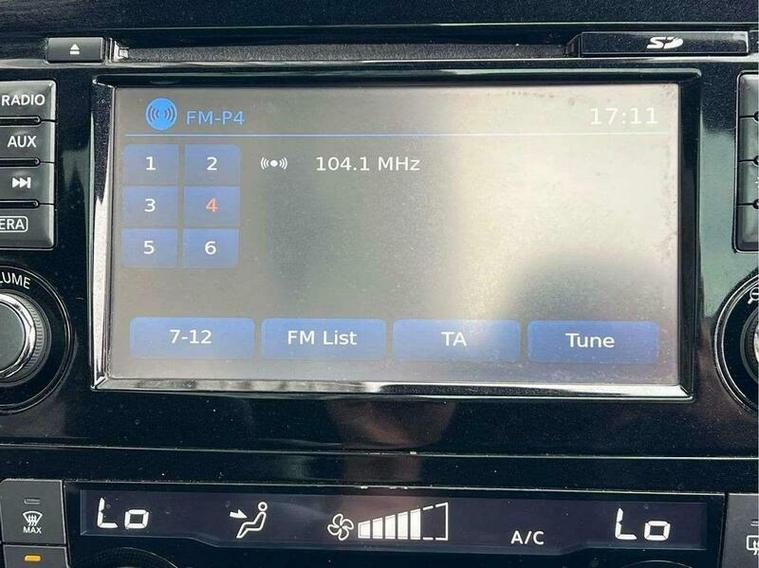 SD
RADIO
FM-P4
17:11
AUX
1 2 104.1 MHz
3 4
ERA
5 6
UME
7-12 FM List TA Tune
Lo
A/C
Lo
MAX